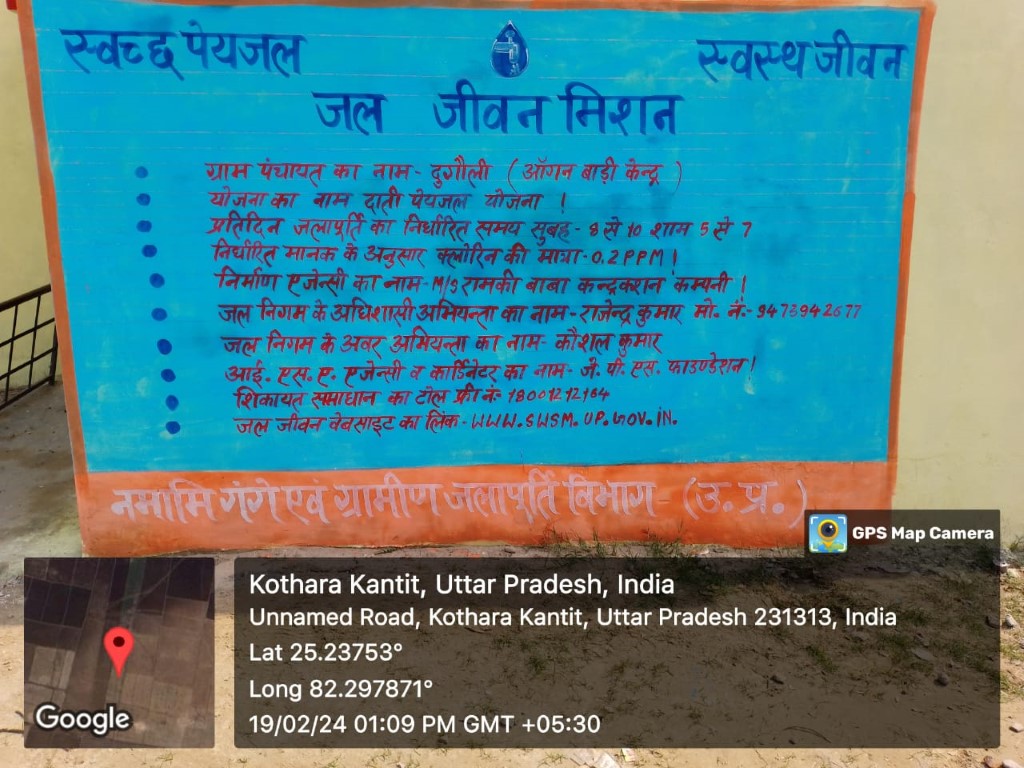 स्वच्छ पेयजल
स्वस्थ जीवन
जल जीवन मिशन
ग्राम पंचायत का नाम - दुगौली ( ऑगन बाड़ी केन्द्र )
योजना का नाम दाती पेयजल योजना !
प्रतिदिन जलापूर्ति का निर्धारित समय सुबह - 8 से 10 शाम 5 से 7
निर्धारित मानक के अनुसार क्लोरिन की मात्रा - 0.2 PPM !
निर्माण एजेन्सी का नाम - M/S रामकी बाबा कन्द्रकशन कम्पनी !
जल निगम के अधिशासी अभियन्ता का नाम - राजेन्द्र कुमार मो. नं. - 9473942677
जल निगम के अवर अभियन्ता का नाम - कौशल कुमार
आई. एस. ए. एजेन्सी व कार्डिनेटर का नाम - जे. पी. एस. फाउण्डेशन !
शिकायत समाधान का टोल फ्री नं - 18001212164
जल जीवन वेबसाइट का लिंक - WWW.SWSM.UP.GOV.IN.
नमामि गंगे एवं ग्रामीण जलापूर्ति विभाग - (उ. प्र.)
GPS Map Camera
Kothara Kantit, Uttar Pradesh, India
Unnamed Road, Kothara Kantit, Uttar Pradesh 231313, India
Lat 25.23753°
Long 82.297871°
19/02/24 01:09 PM GMT +05:30
Google